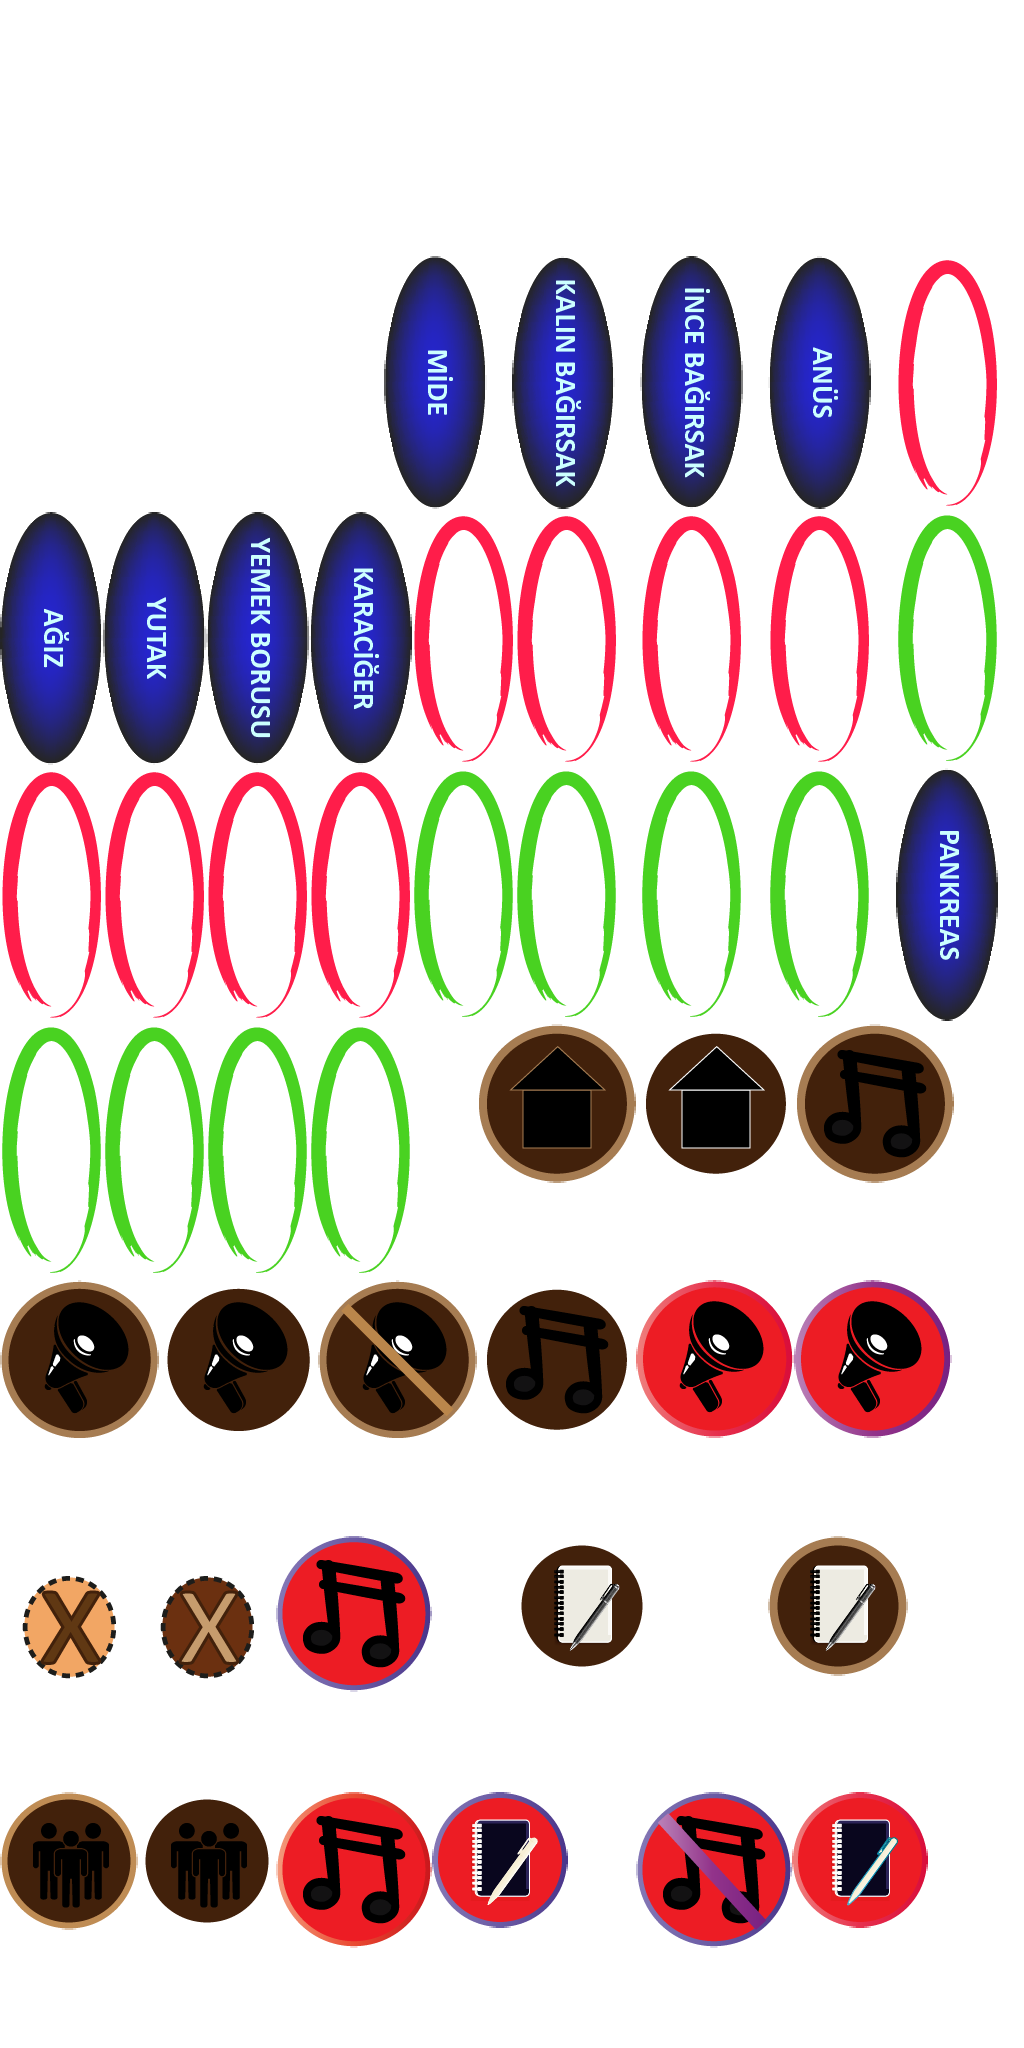 MİDE
KALIN BAĞIRSAK
İNCE BAĞIRSAK
ANÜS
AĞIZ
YUTAK
YEMEK BORUSU
KARACİĞER
PANKREAS
X
X